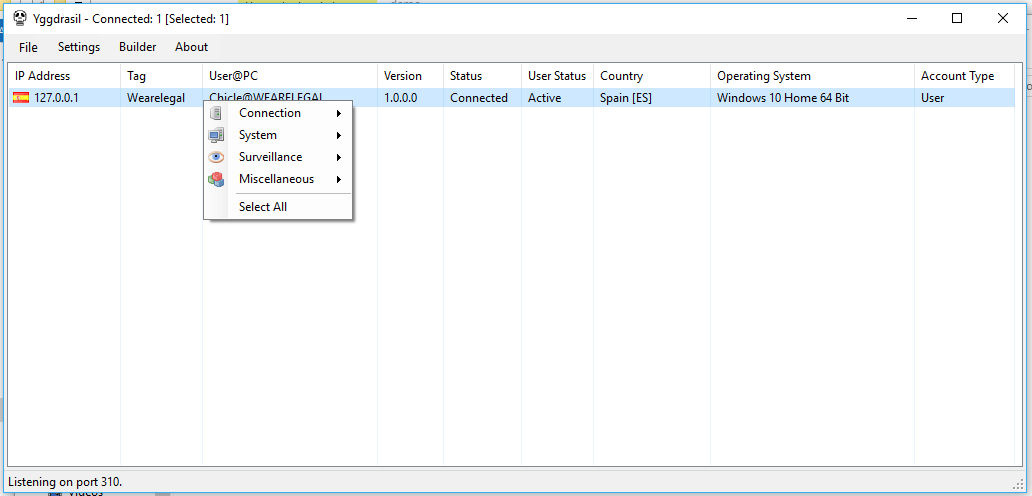 Yggdrasil - Connected: 1 [Selected: 1]
File Settings Builder About
IP Address Tag User@PC Version Status User Status Country Operating System Account Type
127.0.0.1 Wearelegal Chicle@WEARELEGAL 1.0.0.0 Connected Active Spain [ES] Windows 10 Home 64 Bit User
Connection
System
Surveillance
Miscellaneous
Select All
Listening on port 310.
Videos